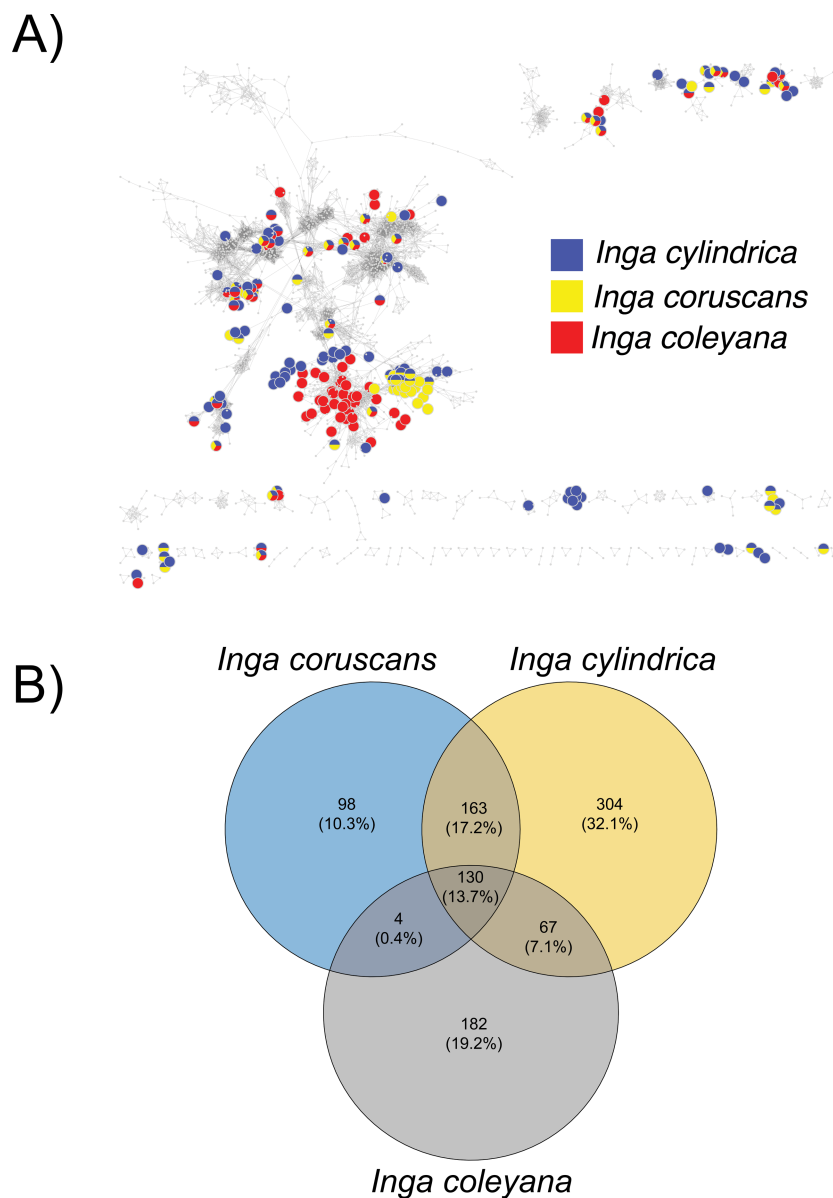 A)
Inga cylindrica
Inga coruscans
Inga coleyana
B)
Inga coruscans
Inga cylindrica
98
(10.3%)
163
(17.2%)
304
(32.1%)
130
(13.7%)
4
(0.4%)
67
(7.1%)
182
(19.2%)
Inga coleyana